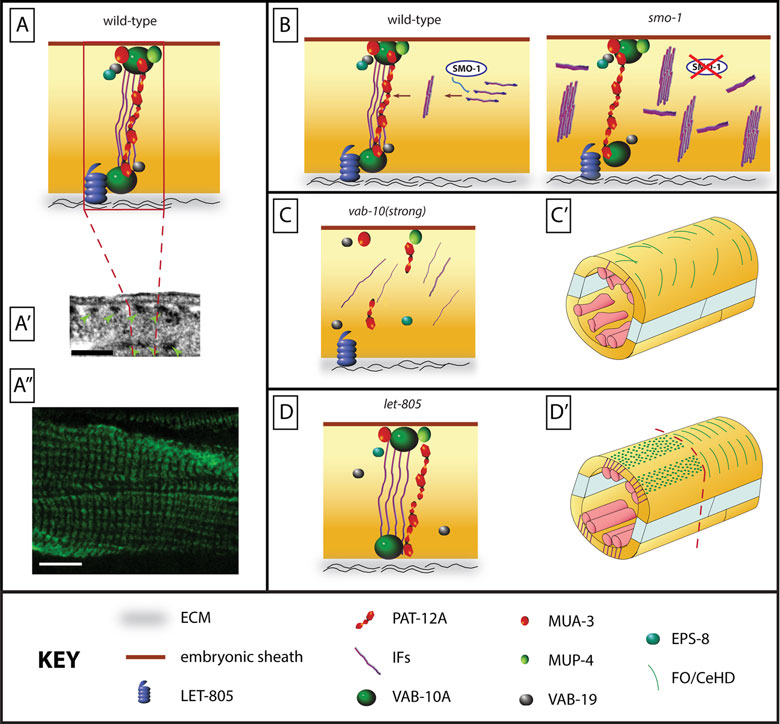 A
wild-type
A'
A"
B
wild-type
SMO-1
smo-1
SMO-1
C
vab-10(strong)
C'
D
let-805
D'
KEY
ECM
embryonic sheath
LET-805
PAT-12A
IFs
VAB-10A
MUA-3
MUP-4
VAB-19
EPS-8
FO/CeHD